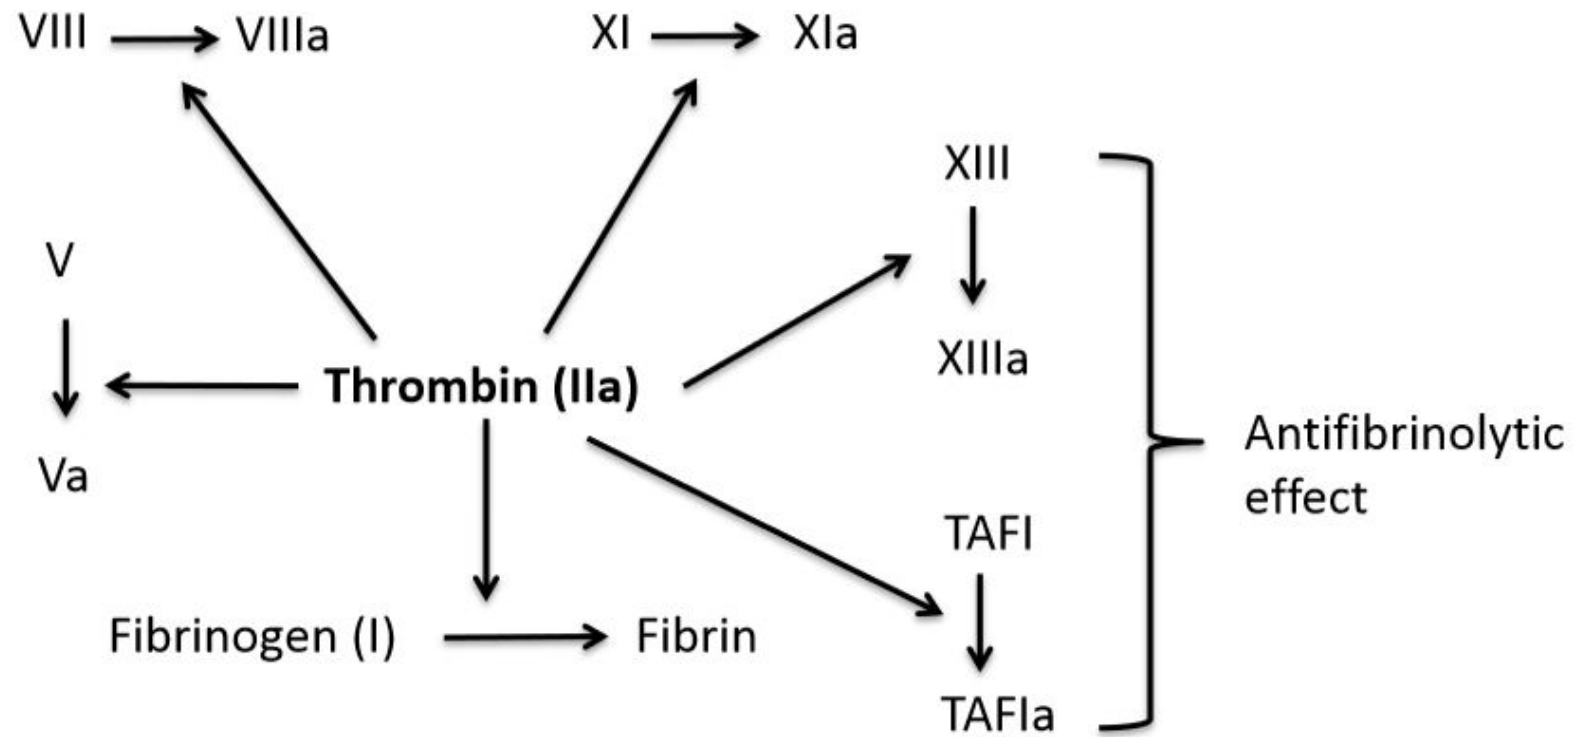 VIII VIIIa XI XIa
XIII
V
XIIIa
Thrombin (IIa)
Antifibrinolytic
effect
Va
TAFI
Fibrinogen (I) Fibrin
TAFIa